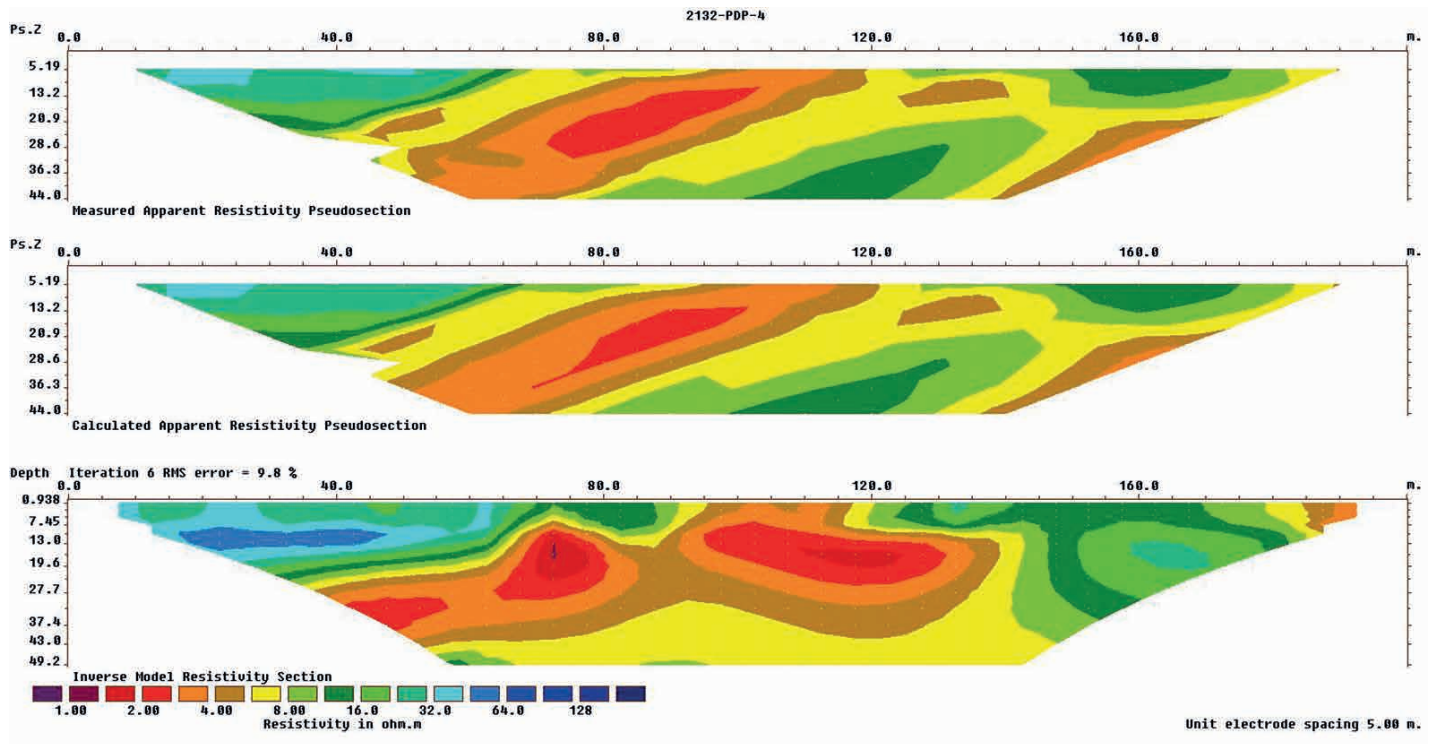 2132-PDP-4
Ps.Z 0.0 40.0 80.0 120.0 160.0 m.
5.19
13.2
20.9
28.6
36.3
44.0
Measured Apparent Resistivity Pseudosection
Ps.Z 0.0 40.0 80.0 120.0 160.0 m.
5.19
13.2
20.9
28.6
36.3
44.0
Calculated Apparent Resistivity Pseudosection
Depth Iteration 6 RMS error = 9.8 %
0.0 40.0 80.0 120.0 160.0 m.
0.938
7.45
13.0
19.6
27.7
37.4
43.0
49.2
Inverse Model Resistivity Section
1.00 2.00 4.00 8.00 16.0 32.0 64.0 128
Resistivity in ohm.m
Unit electrode spacing 5.00 m.